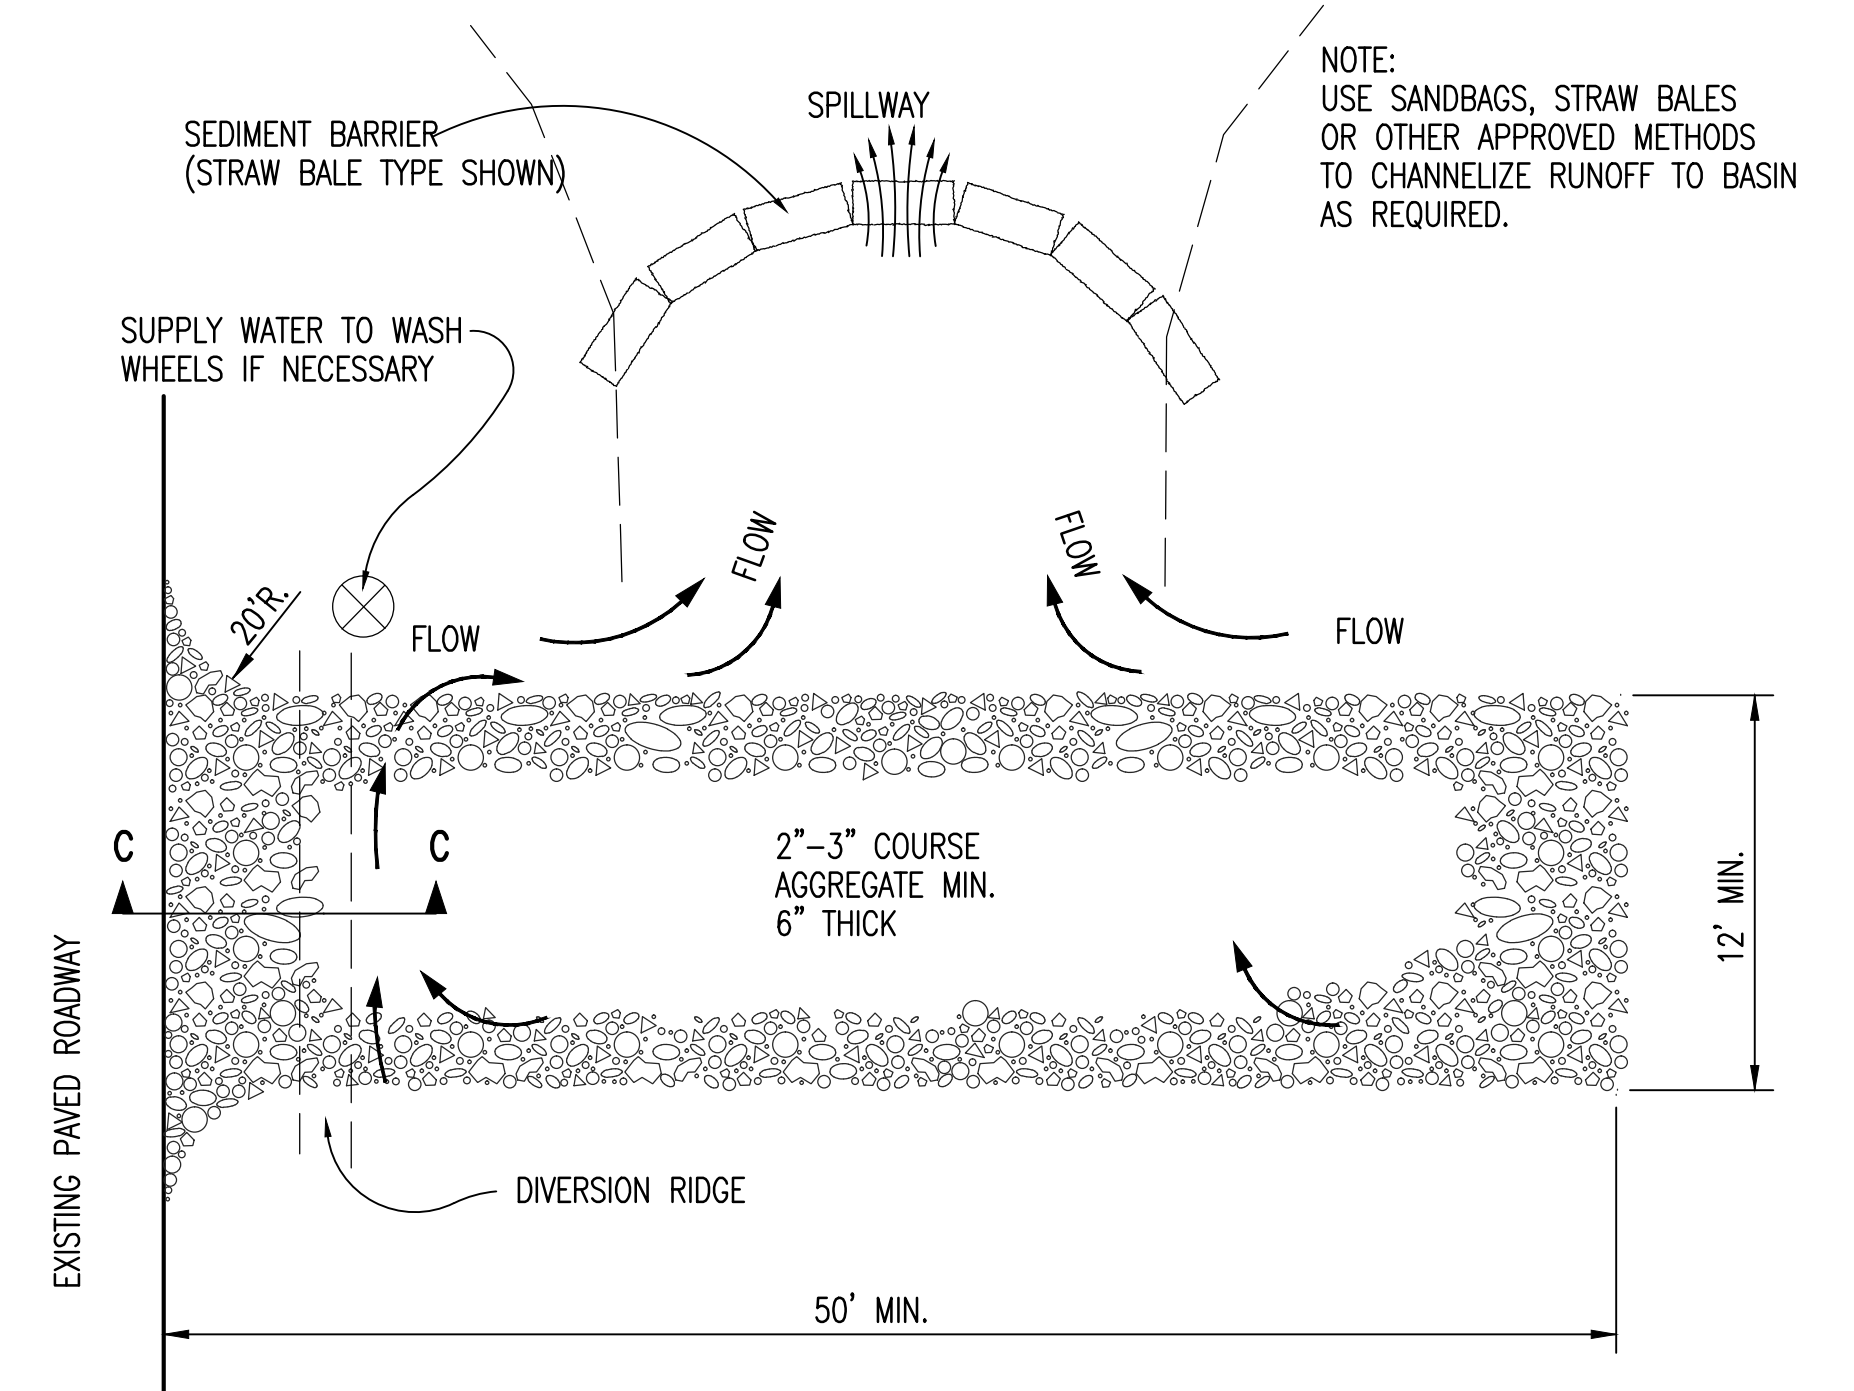 NOTE:
USE SANDBAGS, STRAW BALES
OR OTHER APPROVED METHODS
TO CHANNELIZE RUNOFF TO BASIN
AS REQUIRED.
SPILLWAY
SEDIMENT BARRIER
(STRAW BALE TYPE SHOWN)
SUPPLY WATER TO WASH
WHEELS IF NECESSARY
FLOW
FLOW
20'R.
FLOW
FLOW
C
C
2”–3” COURSE
AGGREGATE MIN.
6” THICK
12' MIN.
EXISTING PAVED ROADWAY
DIVERSION RIDGE
50' MIN.